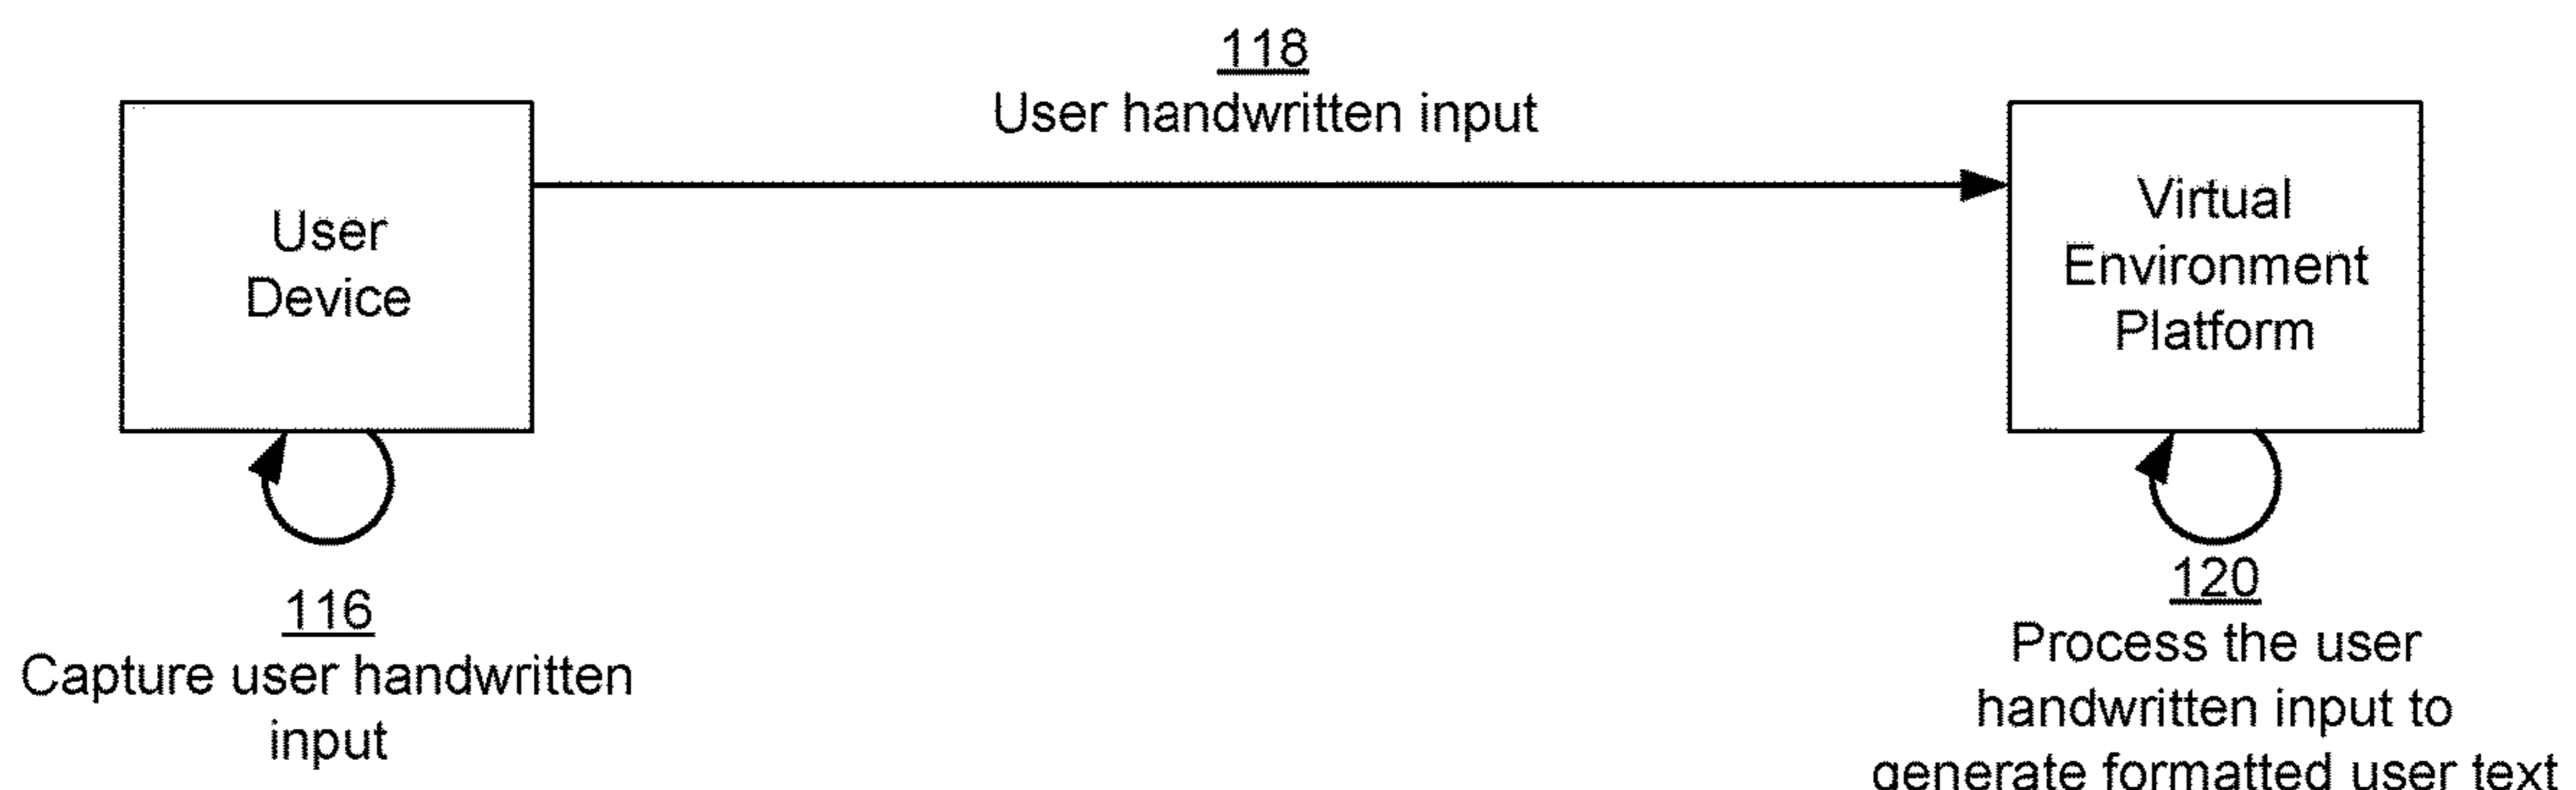 118
User handwritten input
User
Device
Virtual
Environment
Platform
116
Capture user handwritten
input
120
Process the user
handwritten input to
generate formatted user text